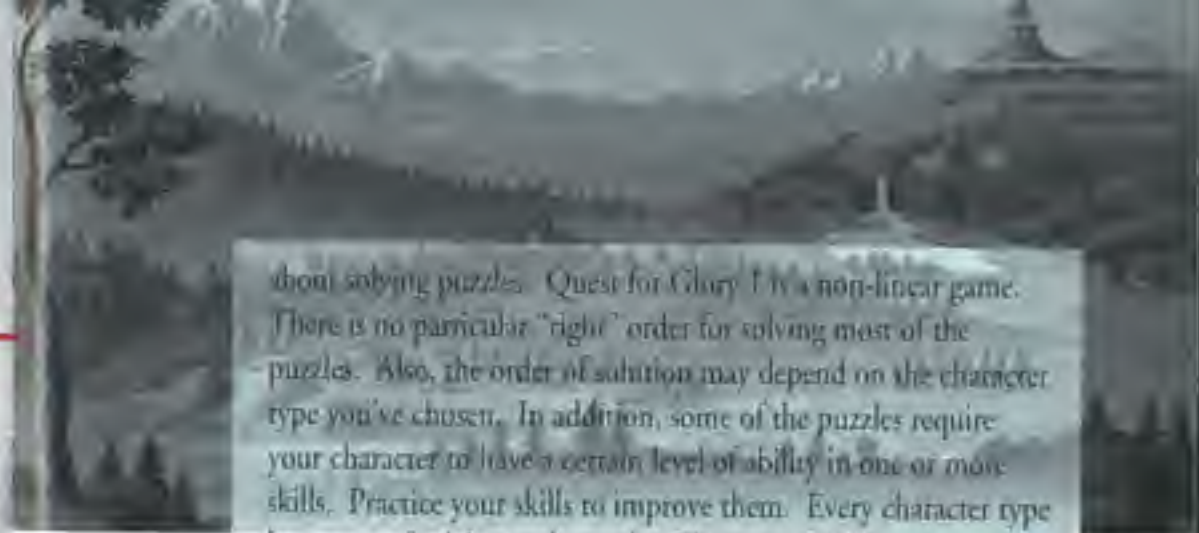 about solving puzzles. Quest for Glory I is a non-linear game.
There is no particular "right" order for solving most of the
puzzles. Also, the order of solution may depend on the character
type you've chosen. In addition, some of the puzzles require
your character to have a certain level of ability in one or more
skills. Practice your skills to improve them. Every character type